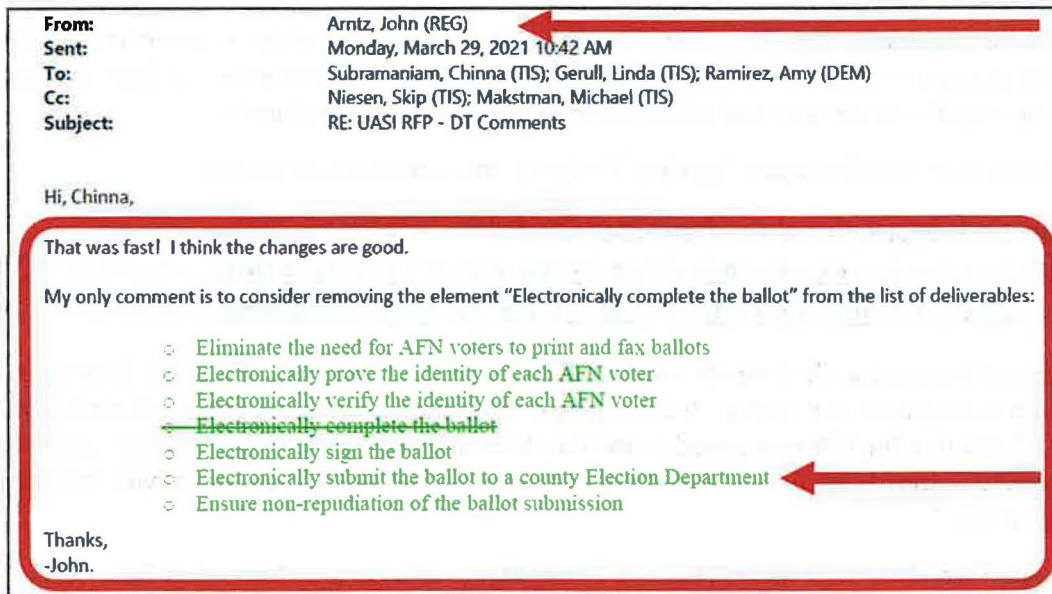 From: Arntz, John (REG)
Sent: Monday, March 29, 2021 10:42 AM
To: Subramaniam, Chinna (TIS); Gerull, Linda (TIS); Ramirez, Amy (DEM)
Cc: Niesen, Skip (TIS); Makstman, Michael (TIS)
Subject: RE: UASI RFP - DT Comments
Hi, Chinna,
That was fast! I think the changes are good.
My only comment is to consider removing the element “Electronically complete the ballot” from the list of deliverables:
○ Eliminate the need for AFN voters to print and fax ballots
○ Electronically prove the identity of each AFN voter
○ Electronically verify the identity of each AFN voter
○ Electronically complete the ballot
○ Electronically sign the ballot
○ Electronically submit the ballot to a county Election Department
○ Ensure non-repudiation of the ballot submission
Thanks,
-John.